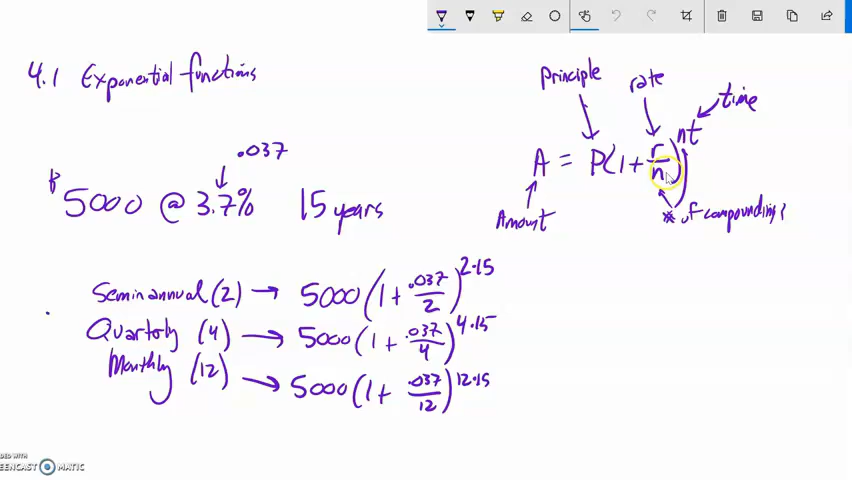 4.1 Exponential functions
principle
rate
time
A = P(1 + r/n)^nt
Amount
# of compoundings
.037
5000 @ 3.7% 15 years
Seminannual (2) → 5000(1 + .037/2)^2·15
Quarterly (4) → 5000(1 + .037/4)^4·15
Monthly (12) → 5000(1 + .037/12)^12·15